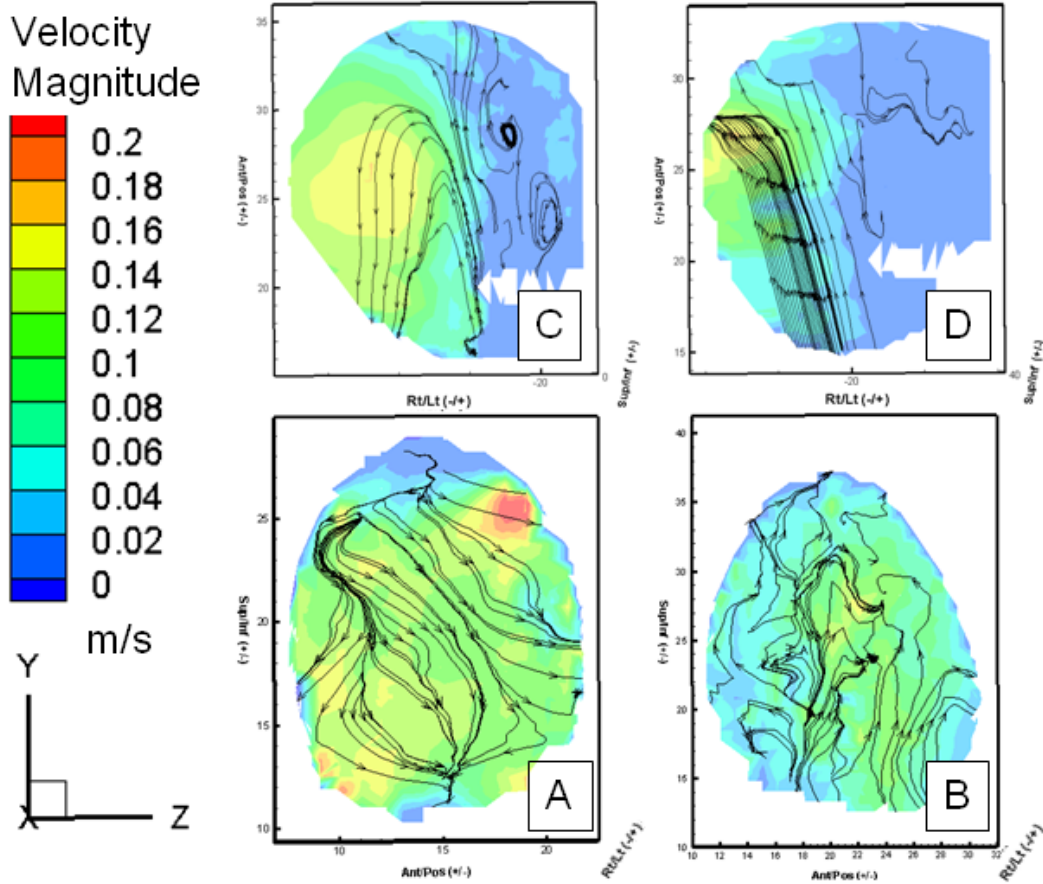 Velocity
Magnitude
0.2
0.18
0.16
0.14
0.12
0.1
0.08
0.06
0.04
0.02
0
m/s
Y
X
Z
35
30
25
20
Ant/Pos (+/-)
C
-20
0
Rt/Lt (-/+)
Sup/Inf (+/-)
35
30
25
20
15
Ant/Pos (+/-)
D
-20
40
Rt/Lt (-/+)
Sup/Inf (+/-)
25
20
15
10
Sup/Inf (+/-)
A
10
15
20
Ant/Pos (+/-)
Rt/Lt (-/+)
40
35
30
25
20
15
10
Sup/Inf (+/-)
B
10 12 14 16 18 20 22 24 26 28 30 32
Ant/Pos (+/-)
Rt/Lt (-/+)